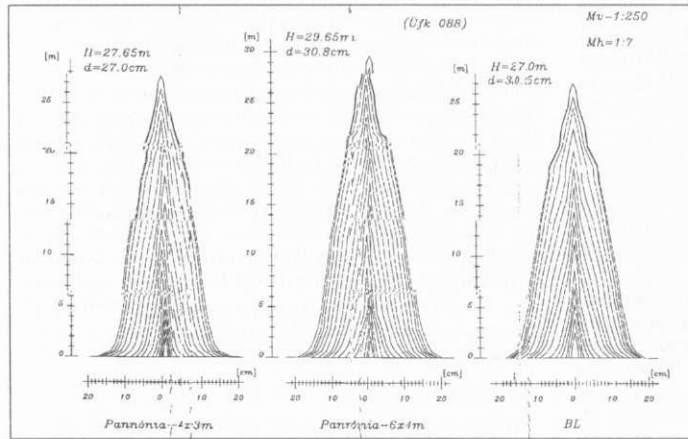 (Üfk 088)
Mv-1:250
Mh=1:7
[m]
H=27.65m
d=27.0cm
25
20
15
10
5
0
[cm]
20 10 0 10 20
Pannónia-4x3m
[m]
H=29.65m
d=30.8cm
30
25
20
15
10
5
0
[cm]
20 10 0 10 20
Pannónia-6x4m
[m]
H=27.0m
25
20
15
10
5
0
[cm]
20 10 0 10 20
BL